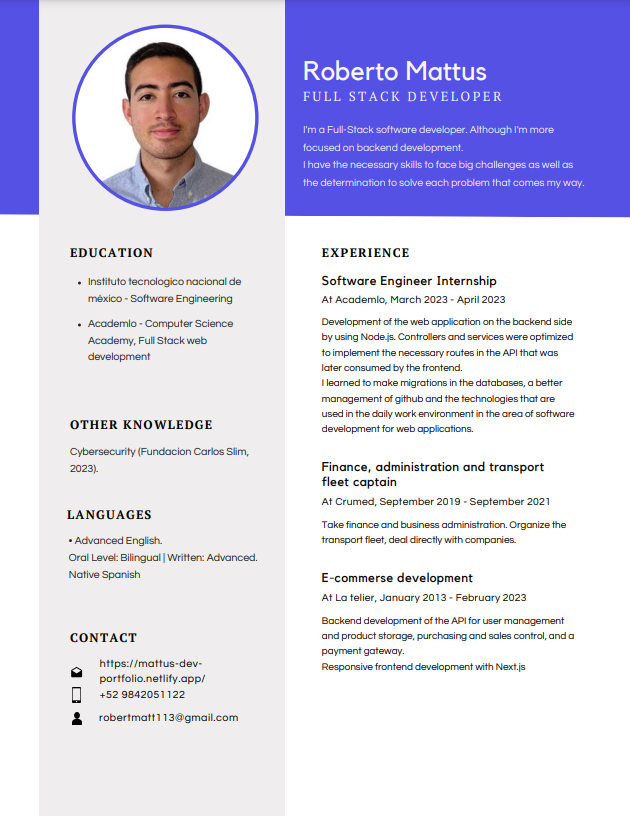 Roberto Mattus
FULL STACK DEVELOPER
I'm a Full-Stack software developer. Although I'm more
focused on backend development.
I have the necessary skills to face big challenges as well as
the determination to solve each problem that comes my way.
EDUCATION
• Instituto tecnologico nacional de
méxico - Software Engineering
• Academlo - Computer Science
Academy, Full Stack web
development
OTHER KNOWLEDGE
Cybersecurity (Fundacion Carlos Slim,
2023).
LANGUAGES
• Advanced English.
Oral Level: Bilingual | Written: Advanced.
Native Spanish
CONTACT
https://mattus-dev-
portfolio.netlify.app/
+52 9842051122
robertmatt113@gmail.com
EXPERIENCE
Software Engineer Internship
At Academlo, March 2023 - April 2023
Development of the web application on the backend side
by using Node.js. Controllers and services were optimized
to implement the necessary routes in the API that was
later consumed by the frontend.
I learned to make migrations in the databases, a better
management of github and the technologies that are
used in the daily work environment in the area of software
development for web applications.
Finance, administration and transport
fleet captain
At Crumed, September 2019 - September 2021
Take finance and business administration. Organize the
transport fleet, deal directly with companies.
E-commerse development
At La telier, January 2013 - February 2023
Backend development of the API for user management
and product storage, purchasing and sales control, and a
payment gateway.
Responsive frontend development with Next.js